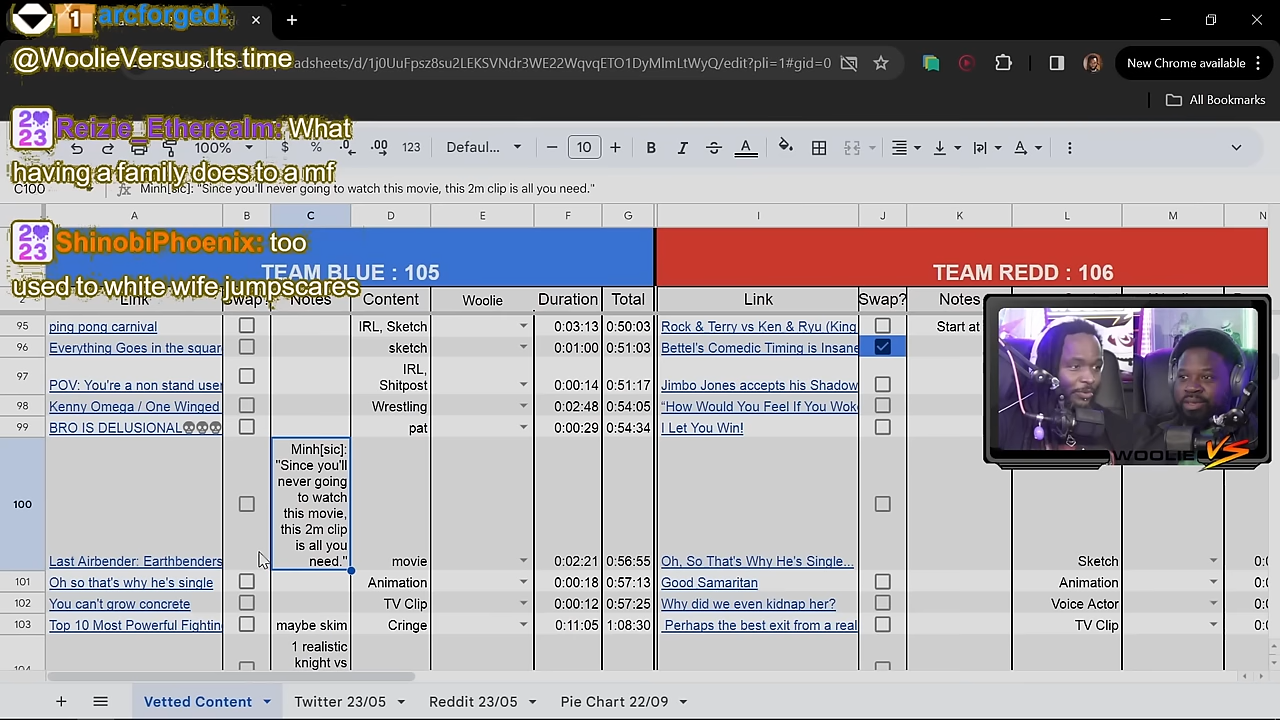 1 arcforged:
@WoolieVersus Its time
New Chrome available
All Bookmarks
2023 Reizie_Etherealm: What
having a family does to a mf
100% $ % .0 .00 123 Defaul... 10 B I A
C100 Minh[sic]: "Since you'll never going to watch this movie, this 2m clip is all you need."
A B C D E F G I J K L M N
2023 ShinobiPhoenix: too
used to white wife jumpscares
TEAM BLUE : 105 TEAM REDD : 106
2 Link Swap? Notes Content Woolie Duration Total Link Swap? Notes
95 ping pong carnival IRL, Sketch 0:03:13 0:50:03 Rock & Terry vs Ken & Ryu (King Start at
96 Everything Goes in the squar sketch 0:01:00 0:51:03 Bettel's Comedic Timing is Insane
IRL,
97 POV: You're a non stand user Shitpost 0:00:14 0:51:17 Jimbo Jones accepts his Shadow
98 Kenny Omega / One Winged Wrestling 0:02:48 0:54:05 “How Would You Feel If You Wok
99 BRO IS DELUSIONAL💀💀💀 pat 0:00:29 0:54:34 I Let You Win!
Minh[sic]:
"Since you'll
never going
to watch
100 this movie,
this 2m clip
is all you
Last Airbender: Earthbenders need." movie 0:02:21 0:56:55 Oh, So That's Why He's Single... Sketch 0:
101 Oh so that's why he's single Animation 0:00:18 0:57:13 Good Samaritan Animation 0:
102 You can't grow concrete TV Clip 0:00:12 0:57:25 Why did we even kidnap her? Voice Actor 0:
103 Top 10 Most Powerful Fightin maybe skim Cringe 0:11:05 1:08:30 Perhaps the best exit from a real TV Clip 0:
1 realistic
104 knight vs
WOOLIE VS
Vetted Content Twitter 23/05 Reddit 23/05 Pie Chart 22/09